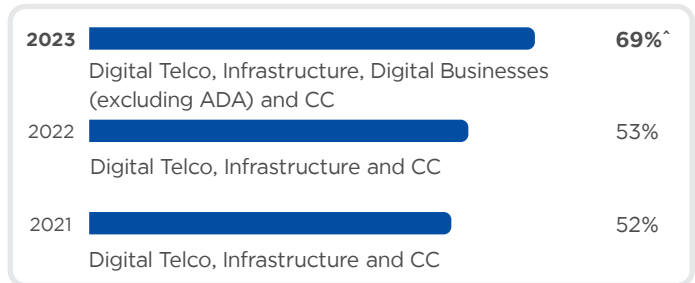 2023 69%^
Digital Telco, Infrastructure, Digital Businesses
(excluding ADA) and CC
2022 53%
Digital Telco, Infrastructure and CC
2021 52%
Digital Telco, Infrastructure and CC